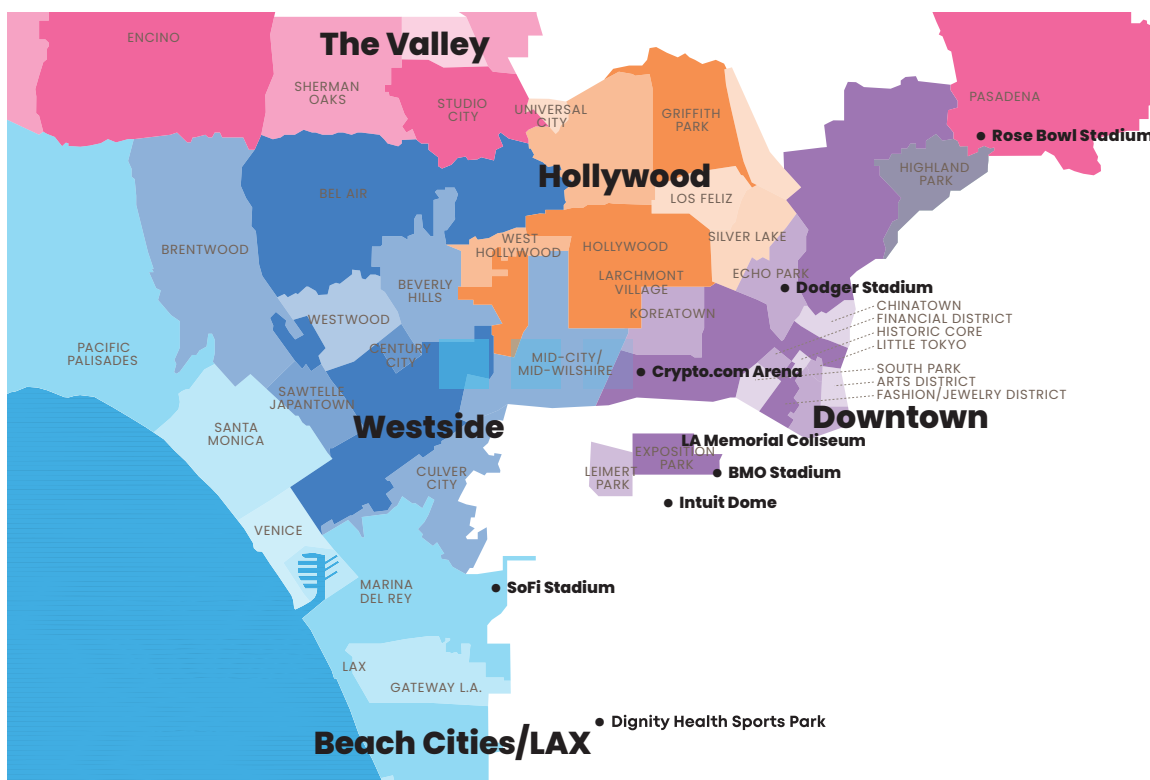 ENCINO
The Valley
SHERMAN
OAKS
STUDIO
CITY
UNIVERSAL
CITY
GRIFFITH
PARK
PASADENA
Rose Bowl Stadium
HIGHLAND
PARK
Hollywood
BEL AIR
LOS FELIZ
BRENTWOOD
WEST
HOLLYWOOD
HOLLYWOOD
SILVER LAKE
BEVERLY
HILLS
LARCHMONT
VILLAGE
ECHO PARK
Dodger Stadium
WESTWOOD
KOREATOWN
CHINATOWN
FINANCIAL DISTRICT
HISTORIC CORE
LITTLE TOKYO
PACIFIC
PALISADES
CENTURY
CITY
MID-CITY/
MID-WILSHIRE
Crypto.com Arena
SOUTH PARK
ARTS DISTRICT
FASHION/JEWELRY DISTRICT
SAWTELLE
JAPANTOWN
Downtown
SANTA
MONICA
Westside
LA Memorial Coliseum
EXPOSITION
PARK
LEIMERT
PARK
BMO Stadium
CULVER
CITY
Intuit Dome
VENICE
MARINA
DEL REY
SoFi Stadium
LAX
GATEWAY L.A.
Dignity Health Sports Park
Beach Cities/LAX